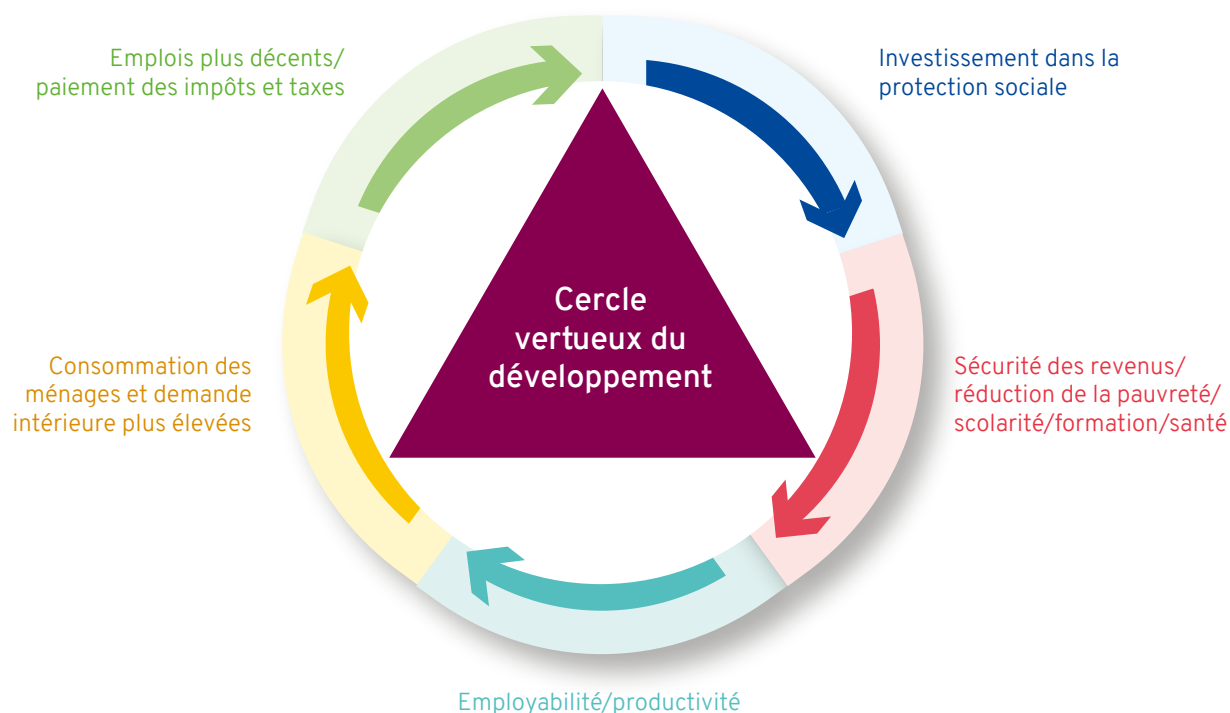 Emplois plus décents/
paiement des impôts et taxes
Investissement dans la
protection sociale
Cercle
vertueux du
développement
Consommation des
ménages et demande
intérieure plus élevées
Sécurité des revenus/
réduction de la pauvreté/
scolarité/formation/santé
Employabilité/productivité